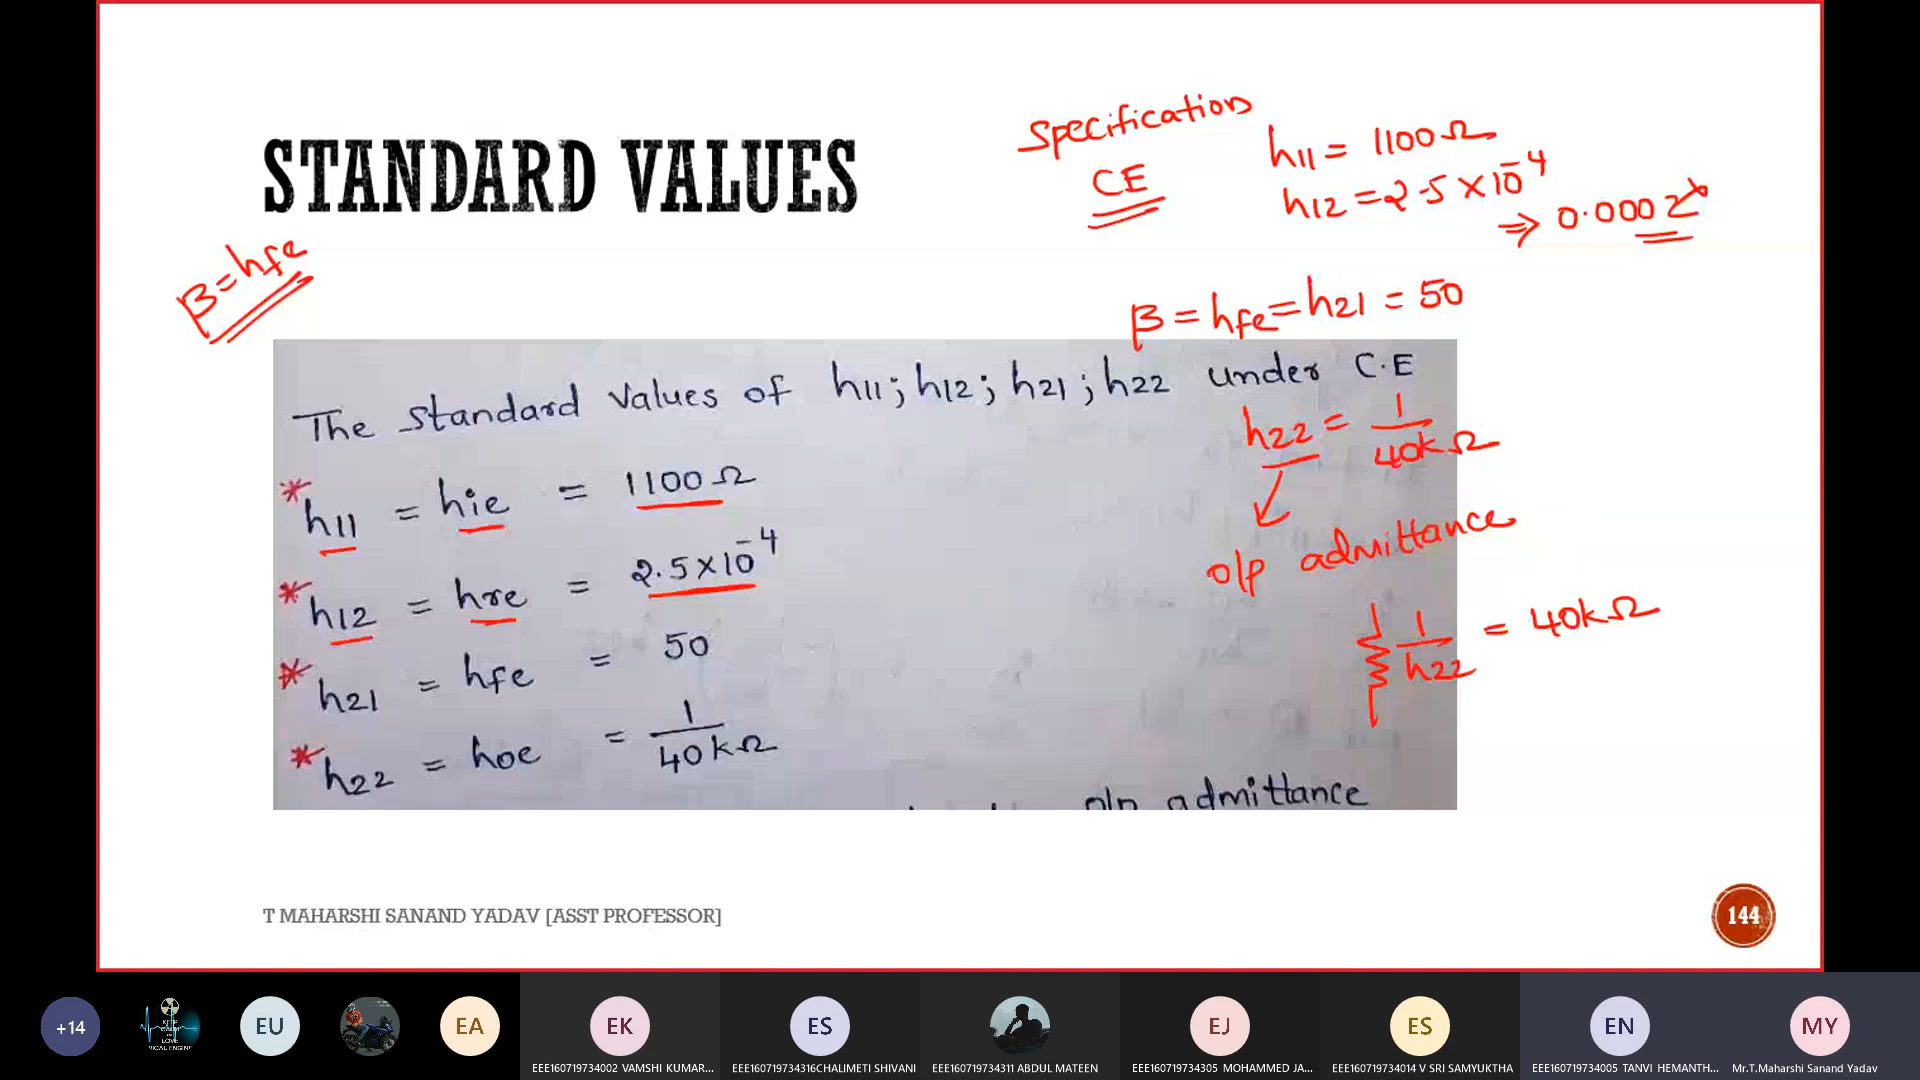 STANDARD VALUES
Specifications
CE
h11 = 1100Ω
h12 = 2.5×10⁻⁴
⇒ 0.0002
β=hfe
β = hfe = h21 = 50
The standard values of h11; h12; h21; h22 under C.E
h22 = 1/40kΩ
* h11 = hie = 1100Ω
o/p admittance
* h12 = hre = 2.5×10⁻⁴
1/h22 = 40kΩ
* h21 = hfe = 50
* h22 = hoe = 1/40kΩ
o/p admittance
T MAHARSHI SANAND YADAV [ASST PROFESSOR]
144
+14
EU
EA
EK
ES
EJ
ES
EN
MY
EEE160719734002 VAMSHI KUMAR...
EEE160719734316CHALIMETI SHIVANI
EEE160719734311 ABDUL MATEEN
EEE160719734305 MOHAMMED JA...
EEE160719734014 V SRI SAMYUKTHA
EEE160719734005 TANVI HEMANTH...
Mr.T.Maharshi Sanand Yadav